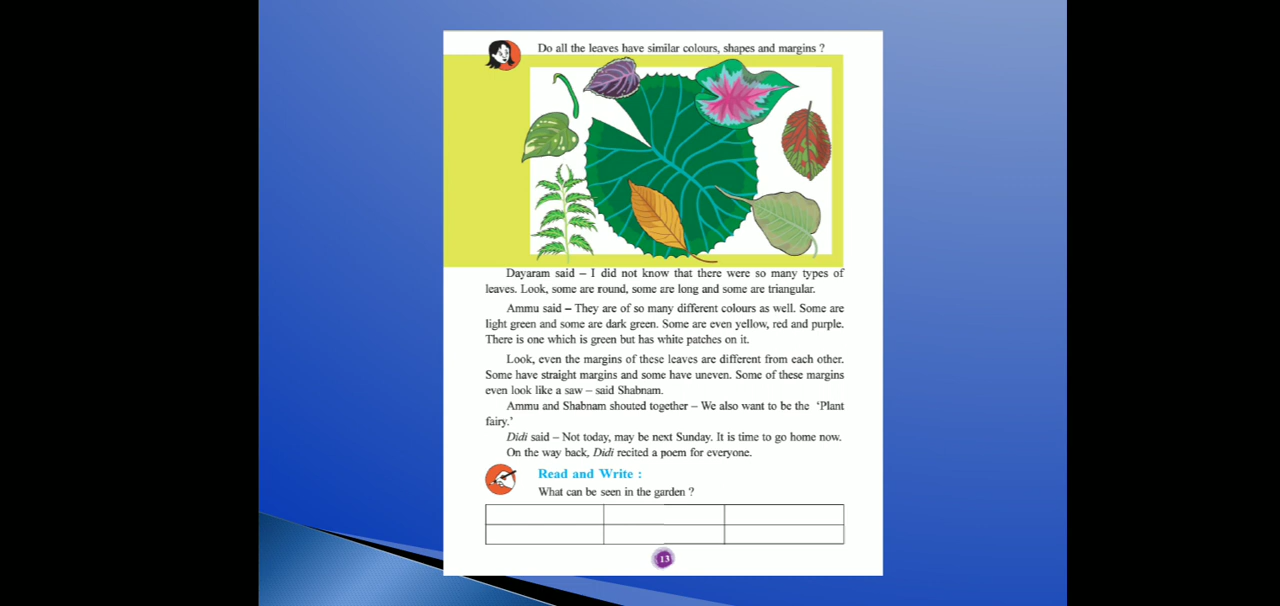 Do all the leaves have similar colours, shapes and margins ?
Dayaram said – I did not know that there were so many types of
leaves. Look, some are round, some are long and some are triangular.
Ammu said – They are of so many different colours as well. Some are
light green and some are dark green. Some are even yellow, red and purple.
There is one which is green but has white patches on it.
Look, even the margins of these leaves are different from each other.
Some have straight margins and some have uneven. Some of these margins
even look like a saw – said Shabnam.
Ammu and Shabnam shouted together – We also want to be the ‘Plant
fairy.’
Didi said – Not today, may be next Sunday. It is time to go home now.
On the way back, Didi recited a poem for everyone.
Read and Write :
What can be seen in the garden ?
13